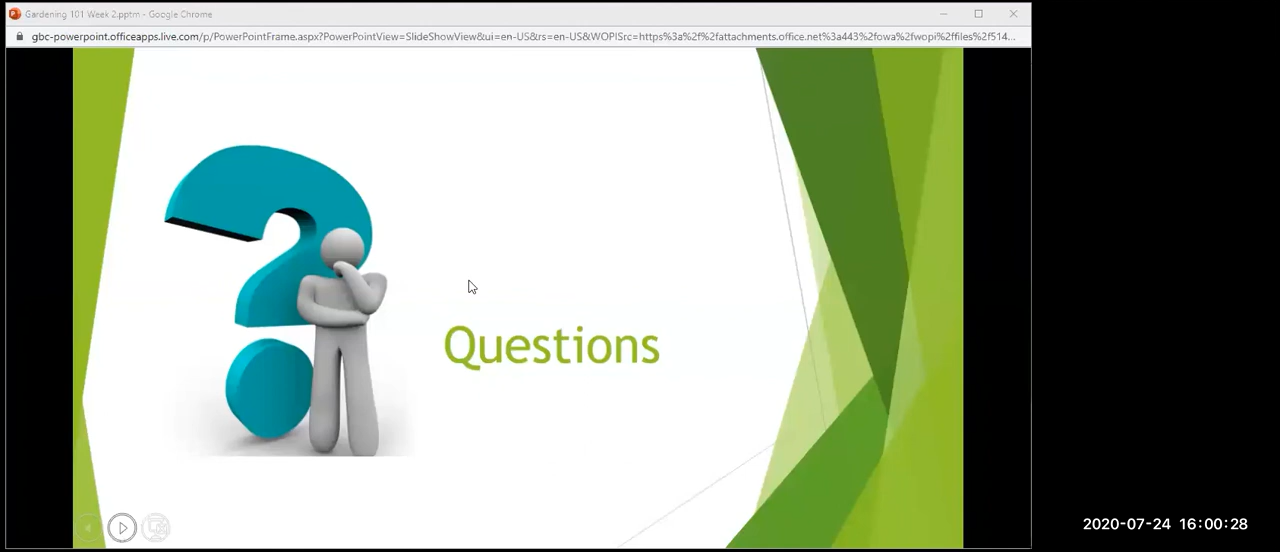 Gardening 101 Week 2.pptm - Google Chrome
gbc-powerpoint.officeapps.live.com/p/PowerPointFrame.aspx?PowerPointView=SlideShowView&ui=en-US&rs=en-US&WOPISrc=https%3a%2f%2fattachments.office.net%3a443%2fowa%2fwopi%2ffiles%2f514...
Questions
2020-07-24 16:00:28